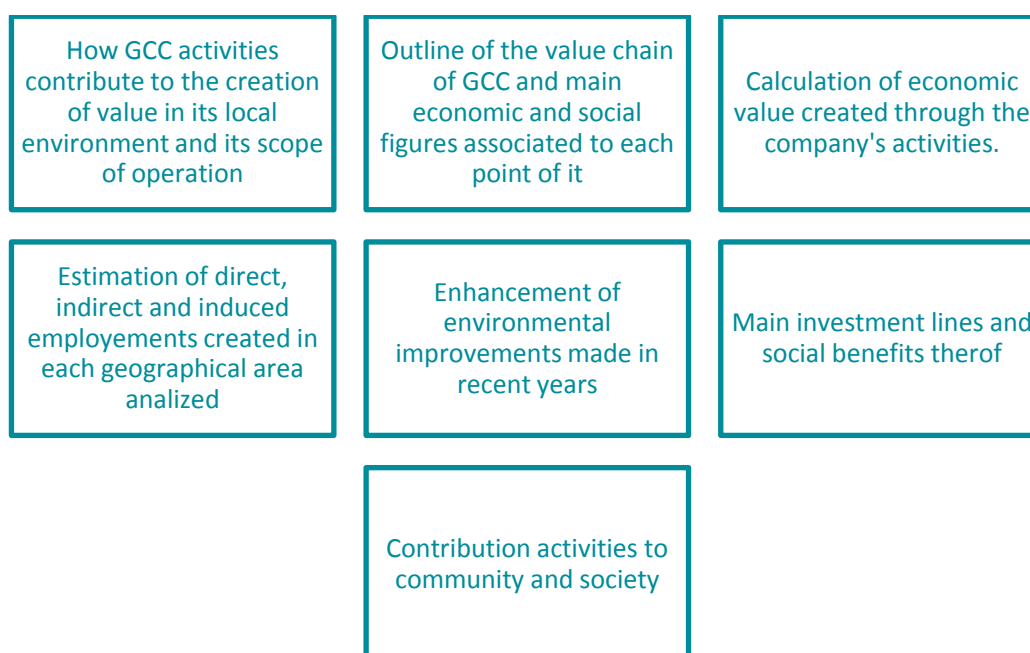 How GCC activities
contribute to the creation
of value in its local
environment and its scope
of operation
Outline of the value chain
of GCC and main
economic and social
figures associated to each
point of it
Calculation of economic
value created through the
company's activities.
Estimation of direct,
indirect and induced
employements created in
each geographical area
analized
Enhancement of
environmental
improvements made in
recent years
Main investment lines and
social benefits therof
Contribution activities to
community and society